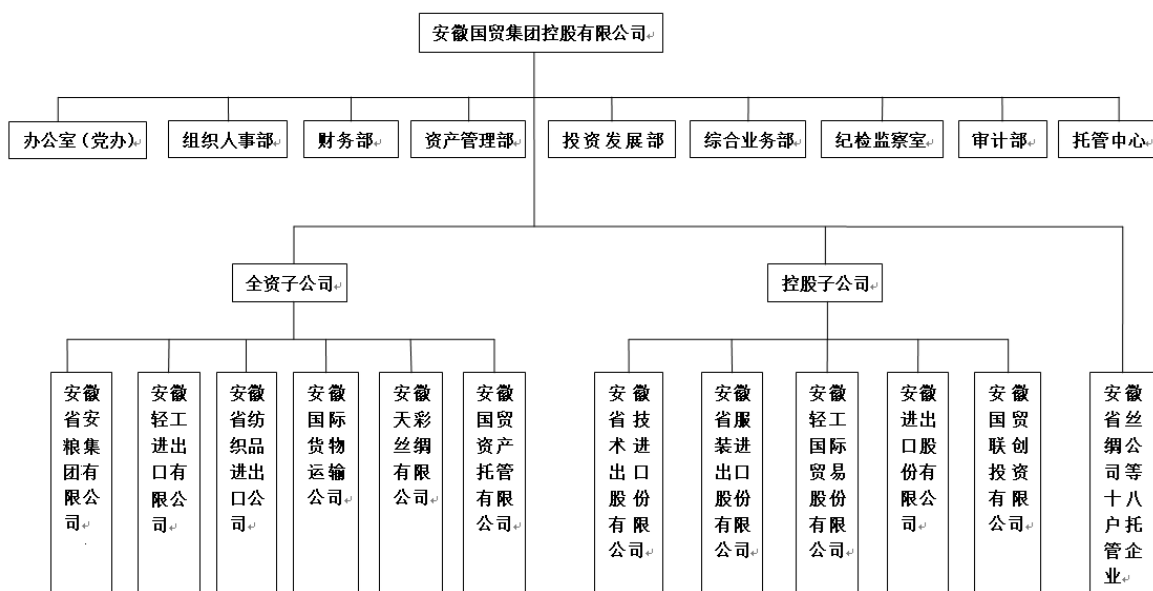 安徽国贸集团控股有限公司
办公室（党办）
组织人事部
财务部
资产管理部
投资发展部
综合业务部
纪检监察室
审计部
托管中心
全资子公司
控股子公司
安徽省安粮集团有限公司
安徽轻工进出口有限公司
安徽省纺织品进出口公司
安徽国际货物运输公司
安徽天彩丝绸有限公司
安徽国贸资产托管有限公司
安徽省技术进出口股份有限公司
安徽省服装进出口股份有限公司
安徽轻工国际贸易股份有限公司
安徽进出口股份有限公司
安徽国贸联创投资有限公司
安徽省丝绸公司等十八户托管企业